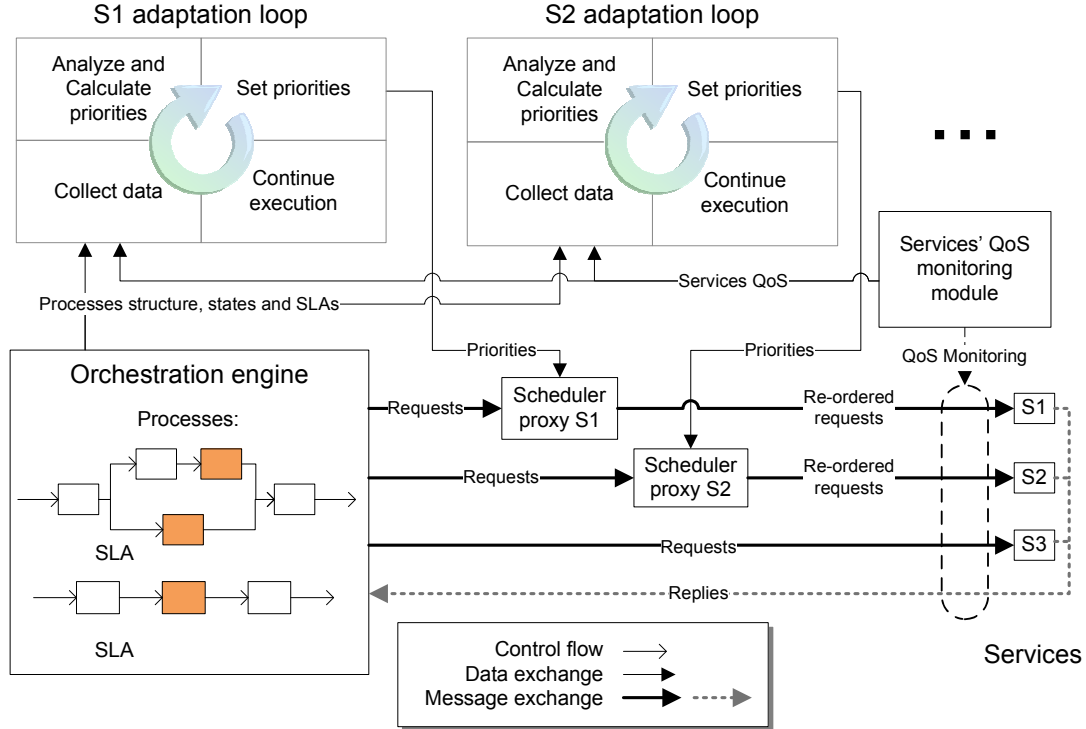 S1 adaptation loop
S2 adaptation loop
Analyze and
Calculate
priorities
Set priorities
Collect data
Continue
execution
Analyze and
Calculate
priorities
Set priorities
Collect data
Continue
execution
Services' QoS
monitoring
module
Services QoS
Processes structure, states and SLAs
Priorities
Priorities
QoS Monitoring
Orchestration engine
Processes:
SLA
SLA
Requests
Scheduler
proxy S1
Re-ordered
requests
S1
Requests
Scheduler
proxy S2
Re-ordered
requests
S2
Requests
S3
Replies
Services
Control flow
Data exchange
Message exchange